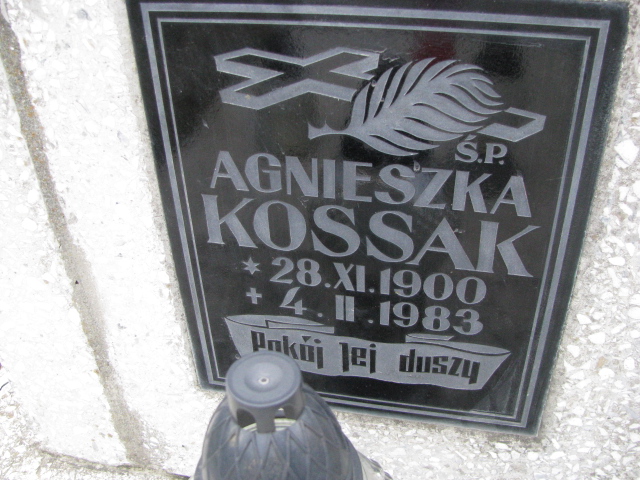 Ś.P.
AGNIESZKA
KOSSAK
* 28.XI.1900
+ 4.II.1983
Pokój Jej duszy